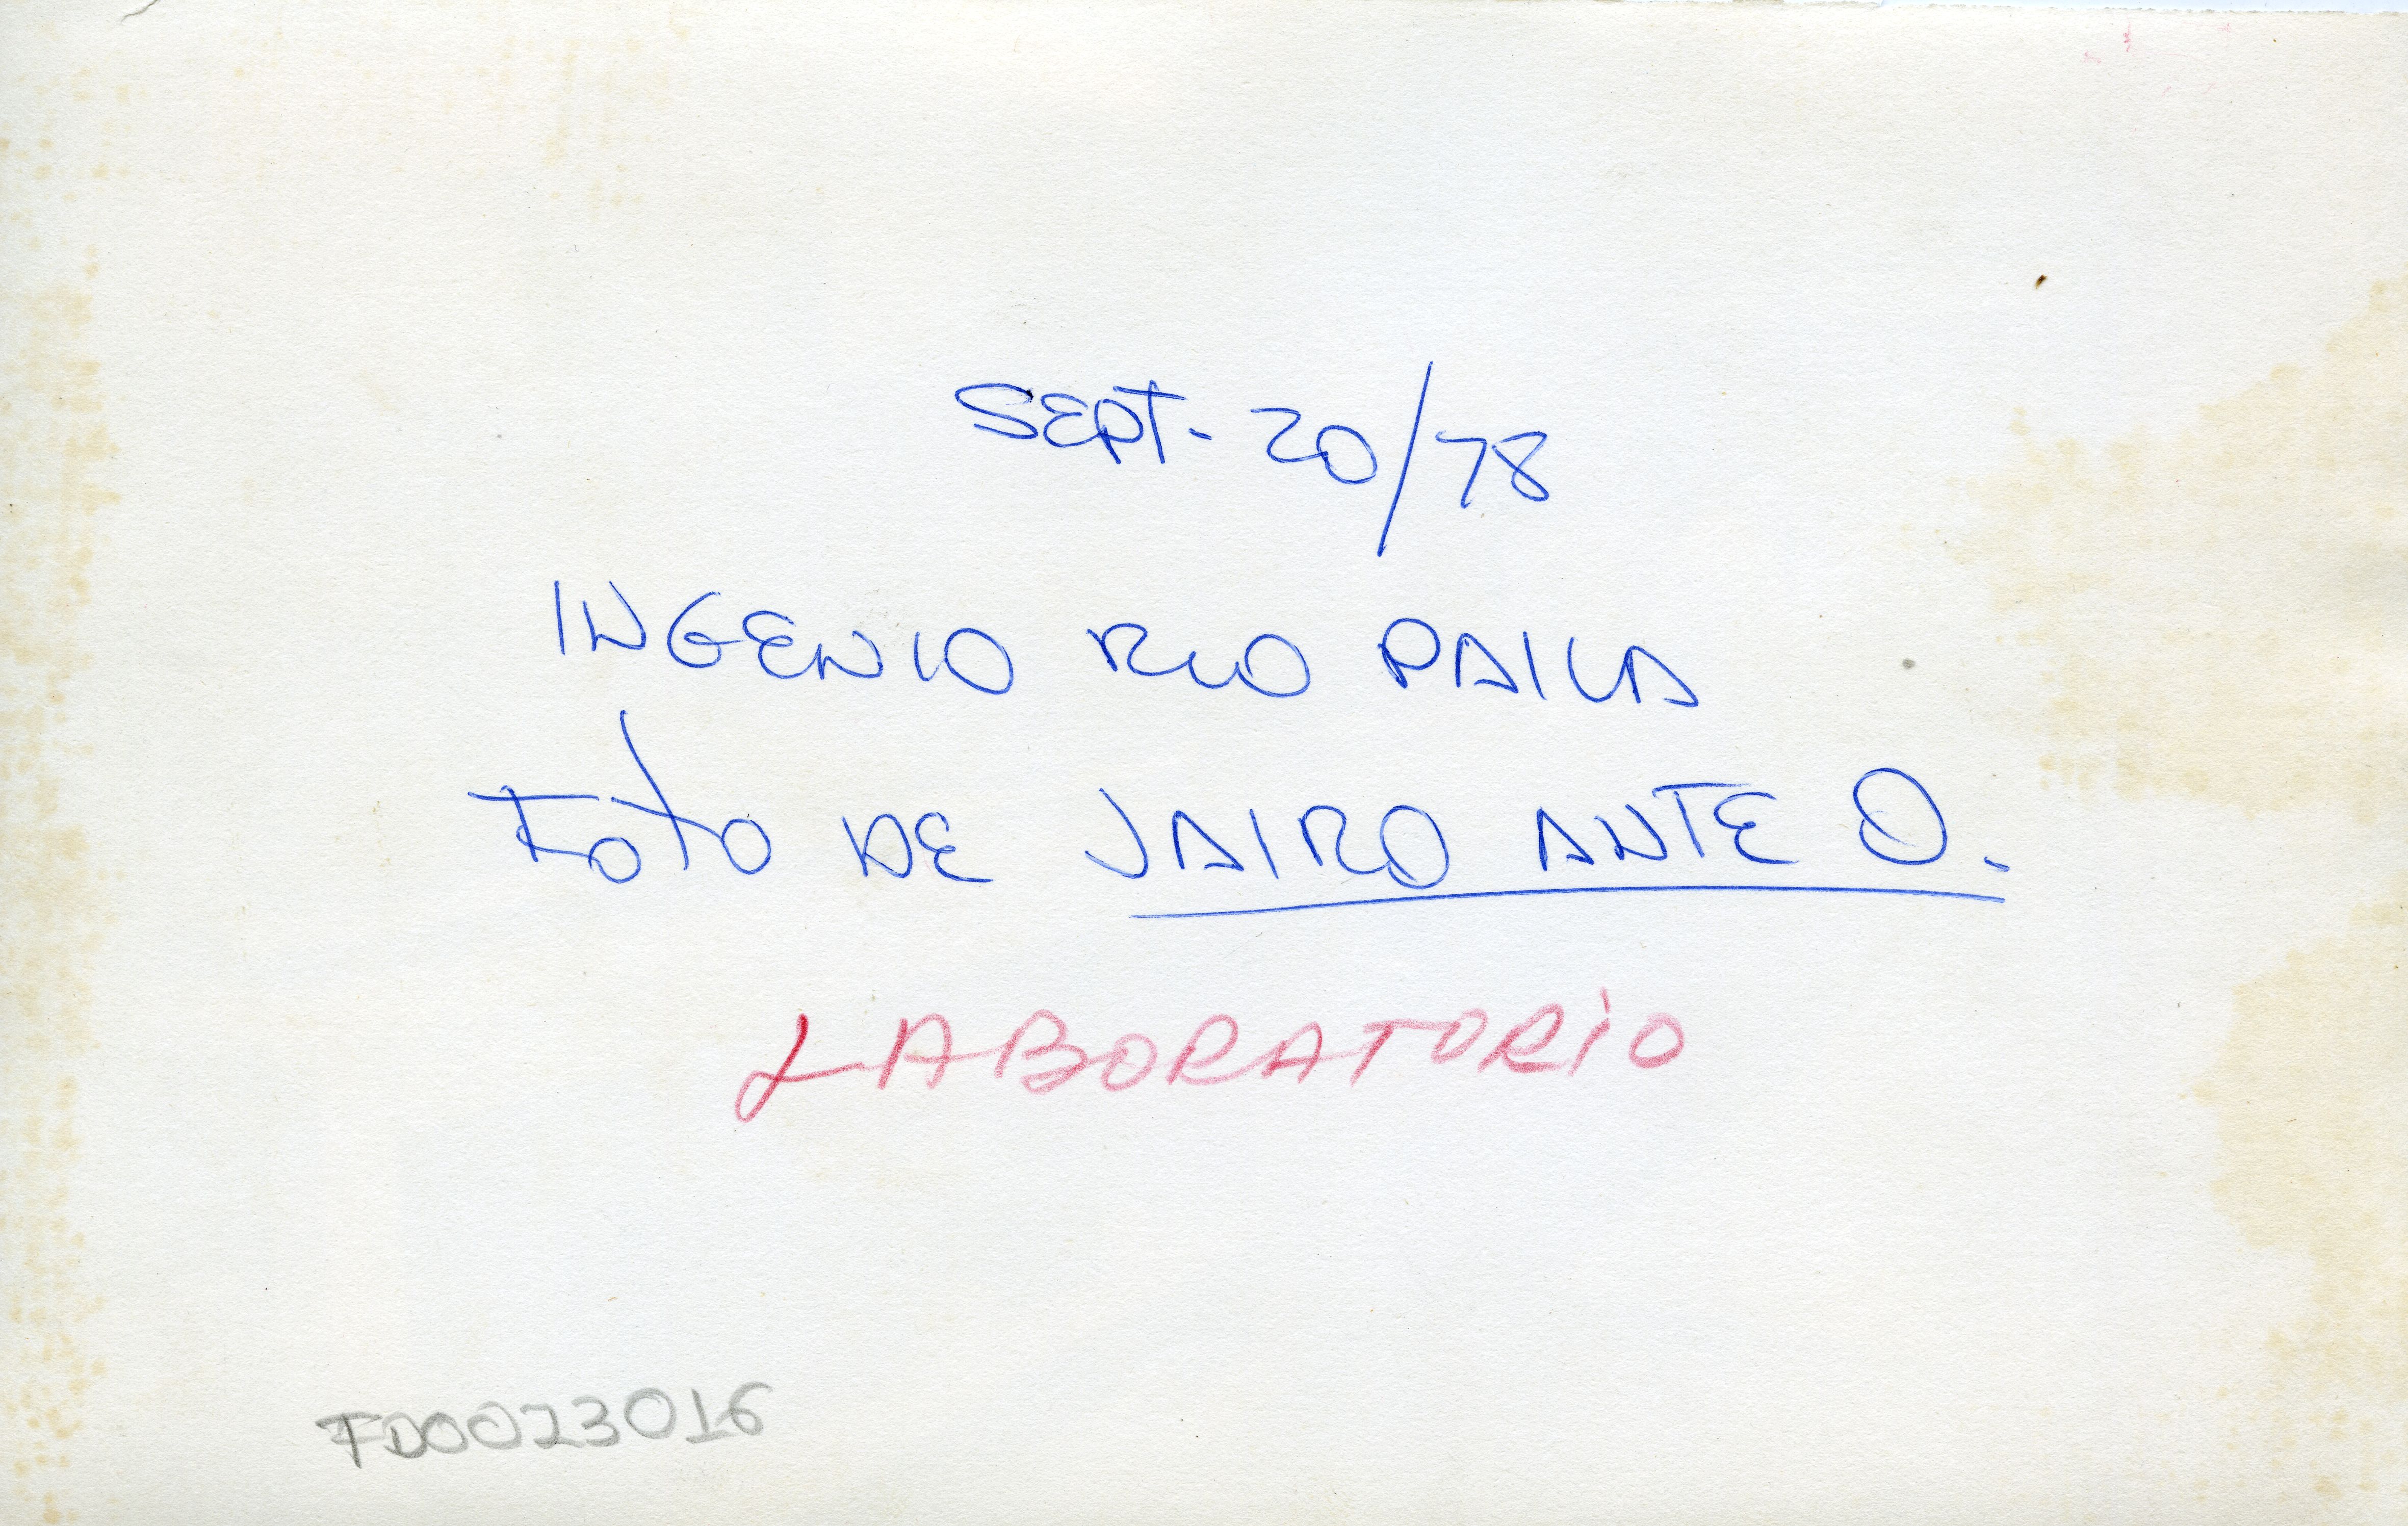 SEPT- 20/78
INGENIO RIO PAILA
FOTO DE JAIRO ANTE O.
LABORATORIO
FD0023016